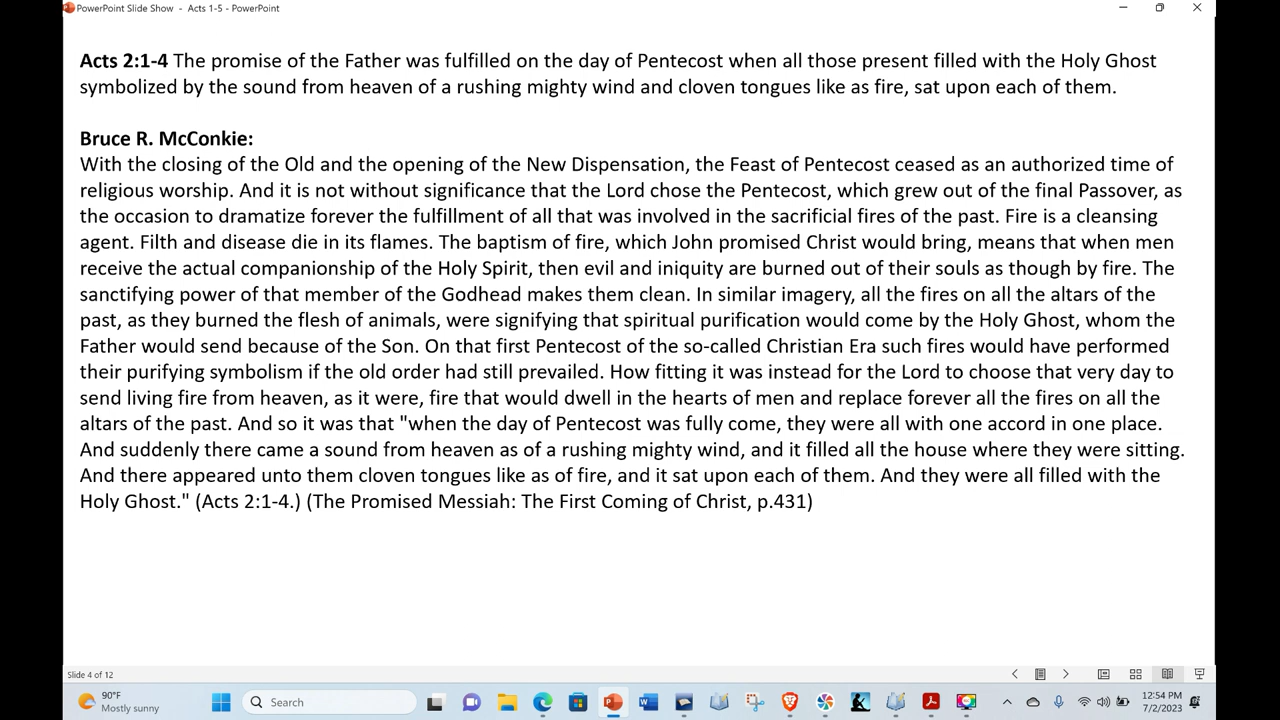 PowerPoint Slide Show - Acts 1-5 - PowerPoint
Acts 2:1-4 The promise of the Father was fulfilled on the day of Pentecost when all those present filled with the Holy Ghost
symbolized by the sound from heaven of a rushing mighty wind and cloven tongues like as fire, sat upon each of them.
Bruce R. McConkie:
With the closing of the Old and the opening of the New Dispensation, the Feast of Pentecost ceased as an authorized time of
religious worship. And it is not without significance that the Lord chose the Pentecost, which grew out of the final Passover, as
the occasion to dramatize forever the fulfillment of all that was involved in the sacrificial fires of the past. Fire is a cleansing
agent. Filth and disease die in its flames. The baptism of fire, which John promised Christ would bring, means that when men
receive the actual companionship of the Holy Spirit, then evil and iniquity are burned out of their souls as though by fire. The
sanctifying power of that member of the Godhead makes them clean. In similar imagery, all the fires on all the altars of the
past, as they burned the flesh of animals, were signifying that spiritual purification would come by the Holy Ghost, whom the
Father would send because of the Son. On that first Pentecost of the so-called Christian Era such fires would have performed
their purifying symbolism if the old order had still prevailed. How fitting it was instead for the Lord to choose that very day to
send living fire from heaven, as it were, fire that would dwell in the hearts of men and replace forever all the fires on all the
altars of the past. And so it was that "when the day of Pentecost was fully come, they were all with one accord in one place.
And suddenly there came a sound from heaven as of a rushing mighty wind, and it filled all the house where they were sitting.
And there appeared unto them cloven tongues like as of fire, and it sat upon each of them. And they were all filled with the
Holy Ghost." (Acts 2:1-4.) (The Promised Messiah: The First Coming of Christ, p.431)
Slide 4 of 12
90°F
Mostly sunny
Search
12:54 PM
7/2/2023